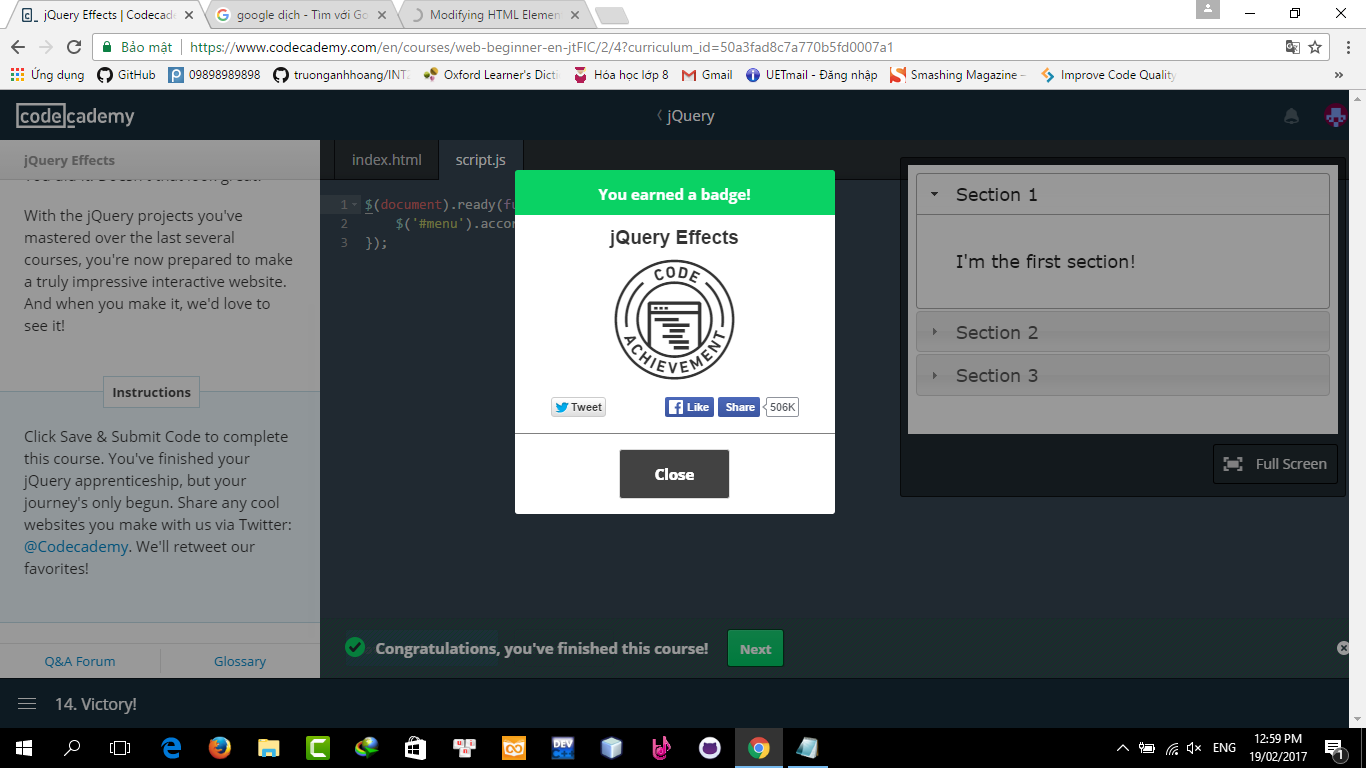 jQuery Effects | Codecad
google dịch - Tìm với Go
Modifying HTML Elemen
Bảo mật
https://www.codecademy.com/en/courses/web-beginner-en-jtFIC/2/4?curriculum_id=50a3fad8c7a770b5fd0007a1
Ứng dụng
GitHub
09898989898
truonganhhoang/INT
Oxford Learner's Dicti
Hóa học lớp 8
Gmail
UETmail - Đăng nhập
Smashing Magazine –
Improve Code Quality
»
codecademy
jQuery
jQuery Effects
index.html
script.js
With the jQuery projects you've
mastered over the last several
courses, you're now prepared to make
a truly impressive interactive website.
And when you make it, we'd love to
see it!
Instructions
Click Save & Submit Code to complete
this course. You've finished your
jQuery apprenticeship, but your
journey's only begun. Share any cool
websites you make with us via Twitter:
@Codecademy. We'll retweet our
favorites!
Q&A Forum
Glossary
1 $(document).ready(fu
2 $('#menu').accor
3 });
You earned a badge!
jQuery Effects
CODE
ACHIEVEMENT
Tweet
Like
Share
506K
Close
Section 1
I'm the first section!
Section 2
Section 3
Full Screen
Congratulations, you've finished this course!
Next
14. Victory!
DEV
ENG
12:59 PM
19/02/2017
1